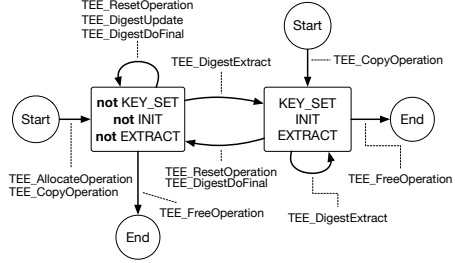 TEE_ResetOperation
TEE_DigestUpdate
TEE_DigestDoFinal
Start
TEE_DigestExtract
TEE_CopyOperation
Start
not KEY_SET
not INIT
not EXTRACT
KEY_SET
INIT
EXTRACT
End
TEE_AllocateOperation
TEE_CopyOperation
TEE_ResetOperation
TEE_DigestDoFinal
TEE_FreeOperation
TEE_FreeOperation
TEE_DigestExtract
End